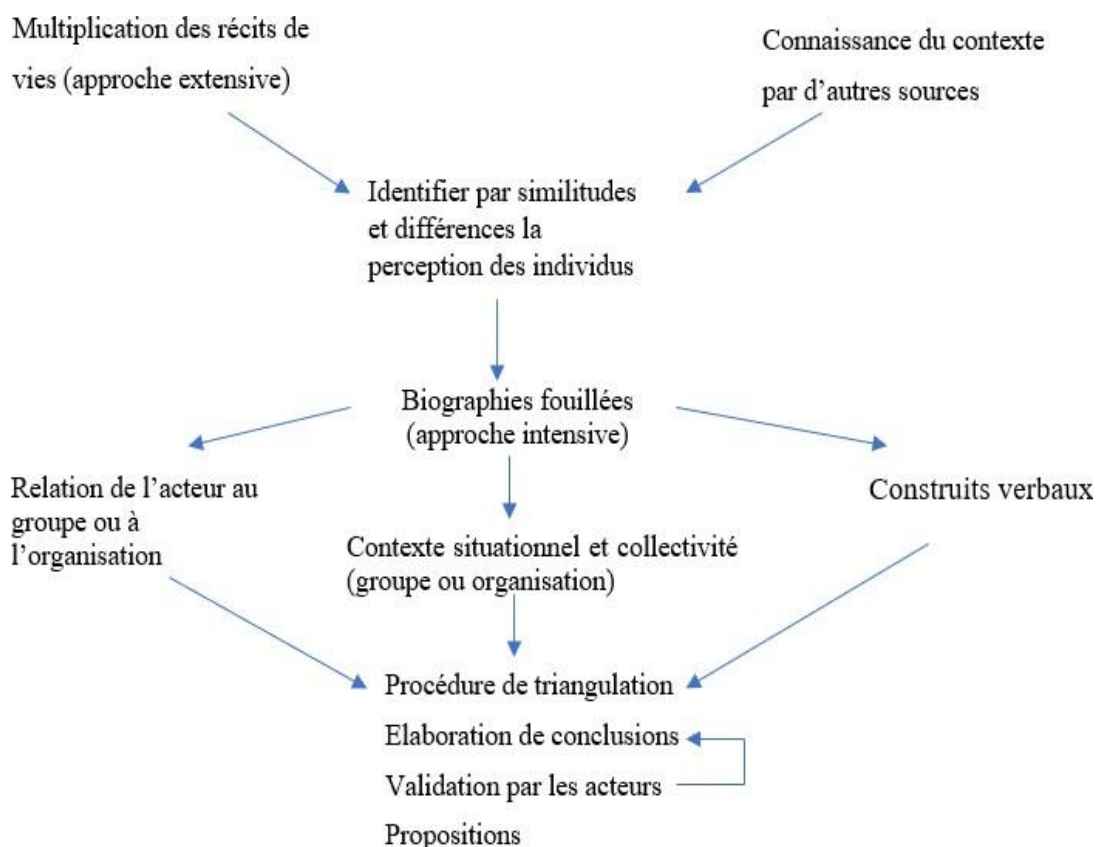 Multiplication des récits de
vies (approche extensive)
Connaissance du contexte
par d’autres sources
Identifier par similitudes
et différences la
perception des individus
Biographies fouillées
(approche intensive)
Relation de l’acteur au
groupe ou à
l’organisation
Contexte situationnel et collectivité
(groupe ou organisation)
Construits verbaux
Procédure de triangulation
Elaboration de conclusions
Validation par les acteurs
Propositions